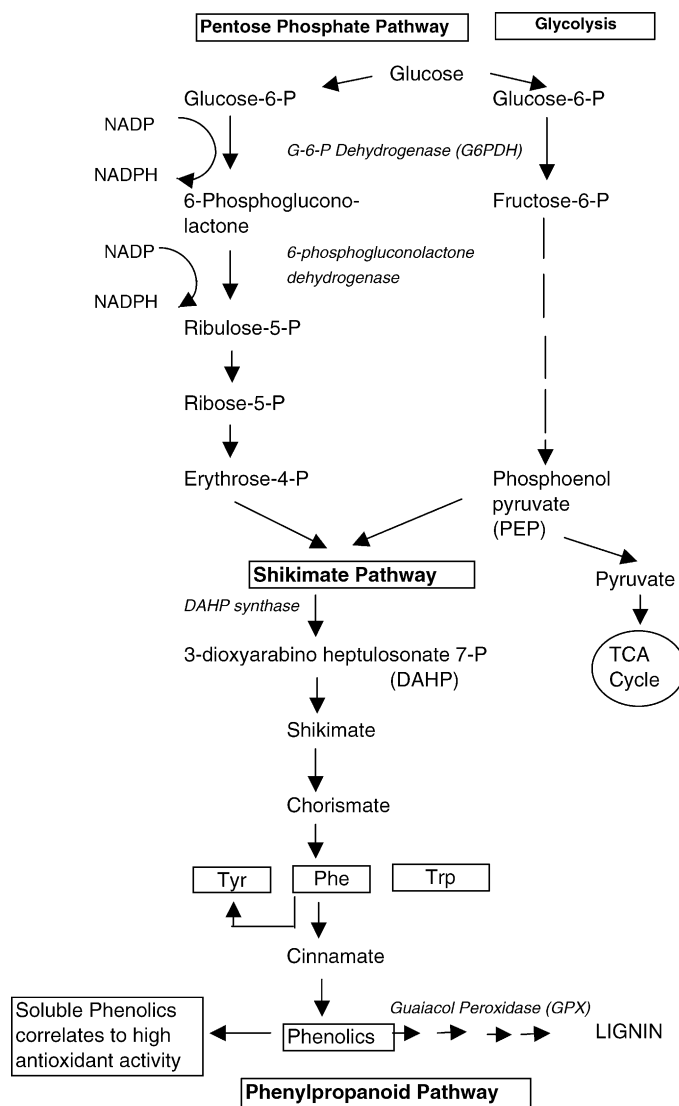 Pentose Phosphate Pathway
Glycolysis
Glucose
Glucose-6-P
Glucose-6-P
NADP
G-6-P Dehydrogenase (G6PDH)
NADPH
6-Phosphoglucono-
lactone
Fructose-6-P
NADP
6-phosphogluconolactone
dehydrogenase
NADPH
Ribulose-5-P
Ribose-5-P
Erythrose-4-P
Phosphoenol
pyruvate
(PEP)
Shikimate Pathway
Pyruvate
DAHP synthase
3-dioxyarabino heptulosonate 7-P
(DAHP)
TCA
Cycle
Shikimate
Chorismate
Tyr
Phe
Trp
Cinnamate
Soluble Phenolics
correlates to high
antioxidant activity
Phenolics
Guaiacol Peroxidase (GPX)
LIGNIN
Phenylpropanoid Pathway